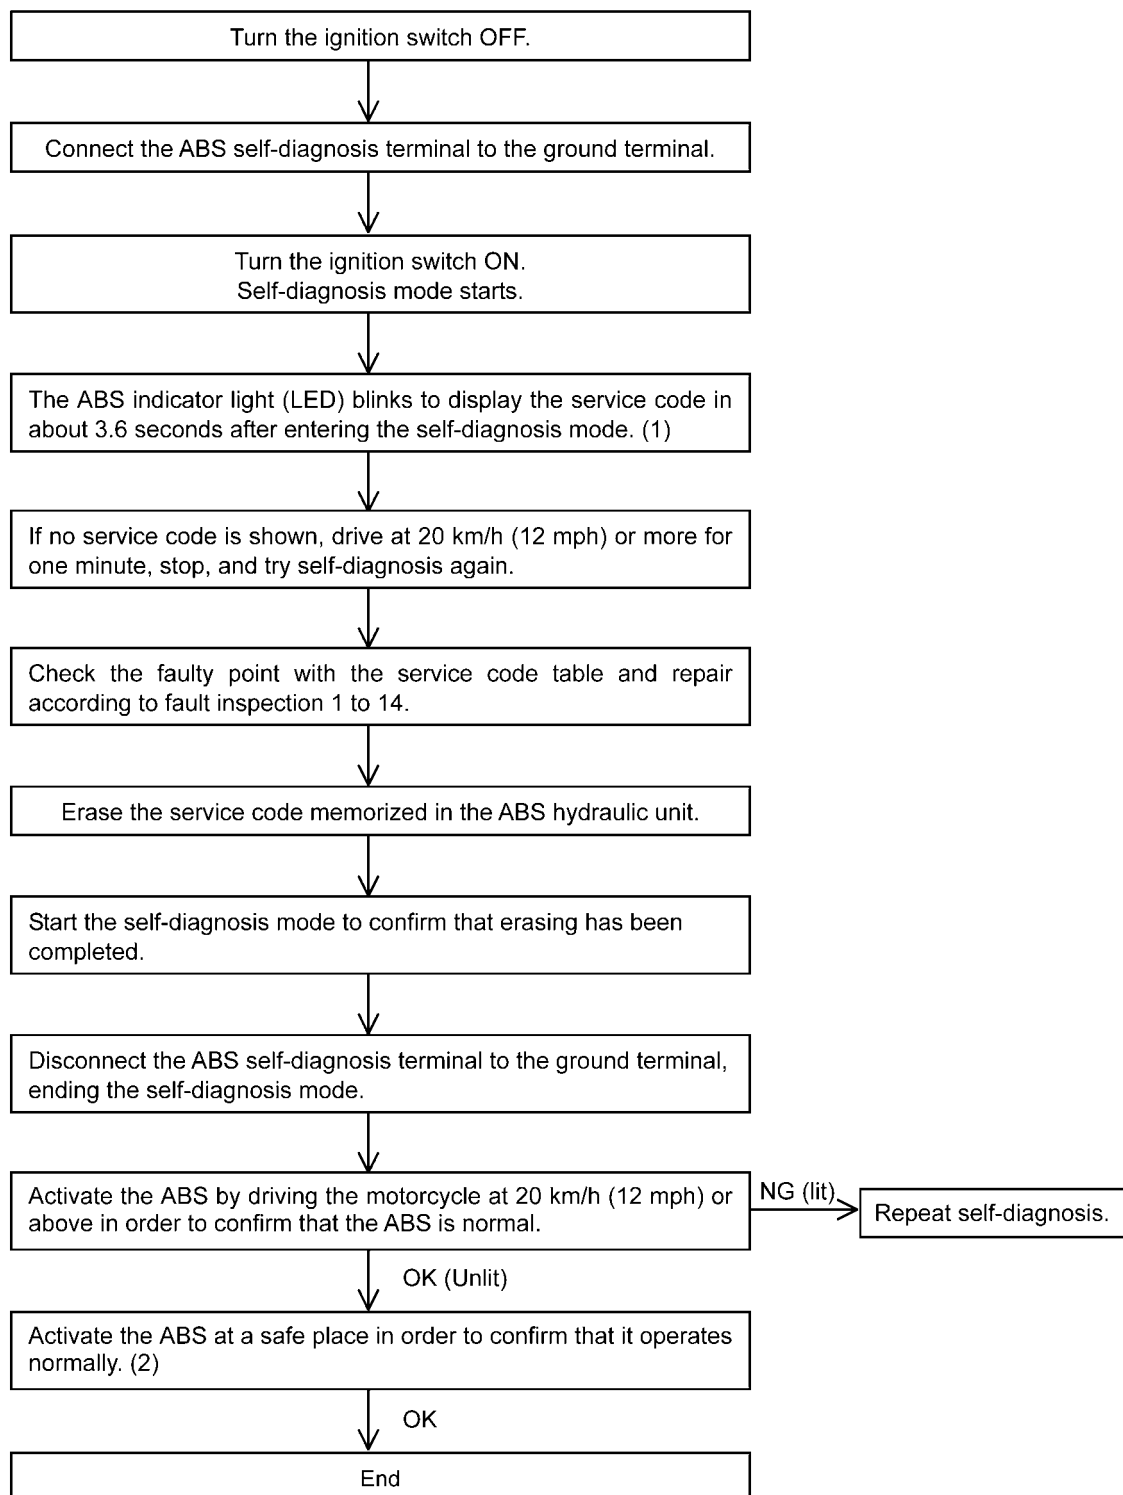 Turn the ignition switch OFF.
Connect the ABS self-diagnosis terminal to the ground terminal.
Turn the ignition switch ON.
Self-diagnosis mode starts.
The ABS indicator light (LED) blinks to display the service code in
about 3.6 seconds after entering the self-diagnosis mode. (1)
If no service code is shown, drive at 20 km/h (12 mph) or more for
one minute, stop, and try self-diagnosis again.
Check the faulty point with the service code table and repair
according to fault inspection 1 to 14.
Erase the service code memorized in the ABS hydraulic unit.
Start the self-diagnosis mode to confirm that erasing has been
completed.
Disconnect the ABS self-diagnosis terminal to the ground terminal,
ending the self-diagnosis mode.
Activate the ABS by driving the motorcycle at 20 km/h (12 mph) or
above in order to confirm that the ABS is normal.
NG (lit)
Repeat self-diagnosis.
OK (Unlit)
Activate the ABS at a safe place in order to confirm that it operates
normally. (2)
OK
End